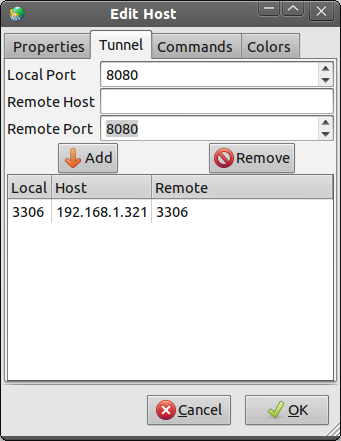 Edit Host
Properties Tunnel Commands Colors
Local Port 8080
Remote Host
Remote Port 8080
Add Remove
Local Host Remote
3306 192.168.1.321 3306
Cancel OK